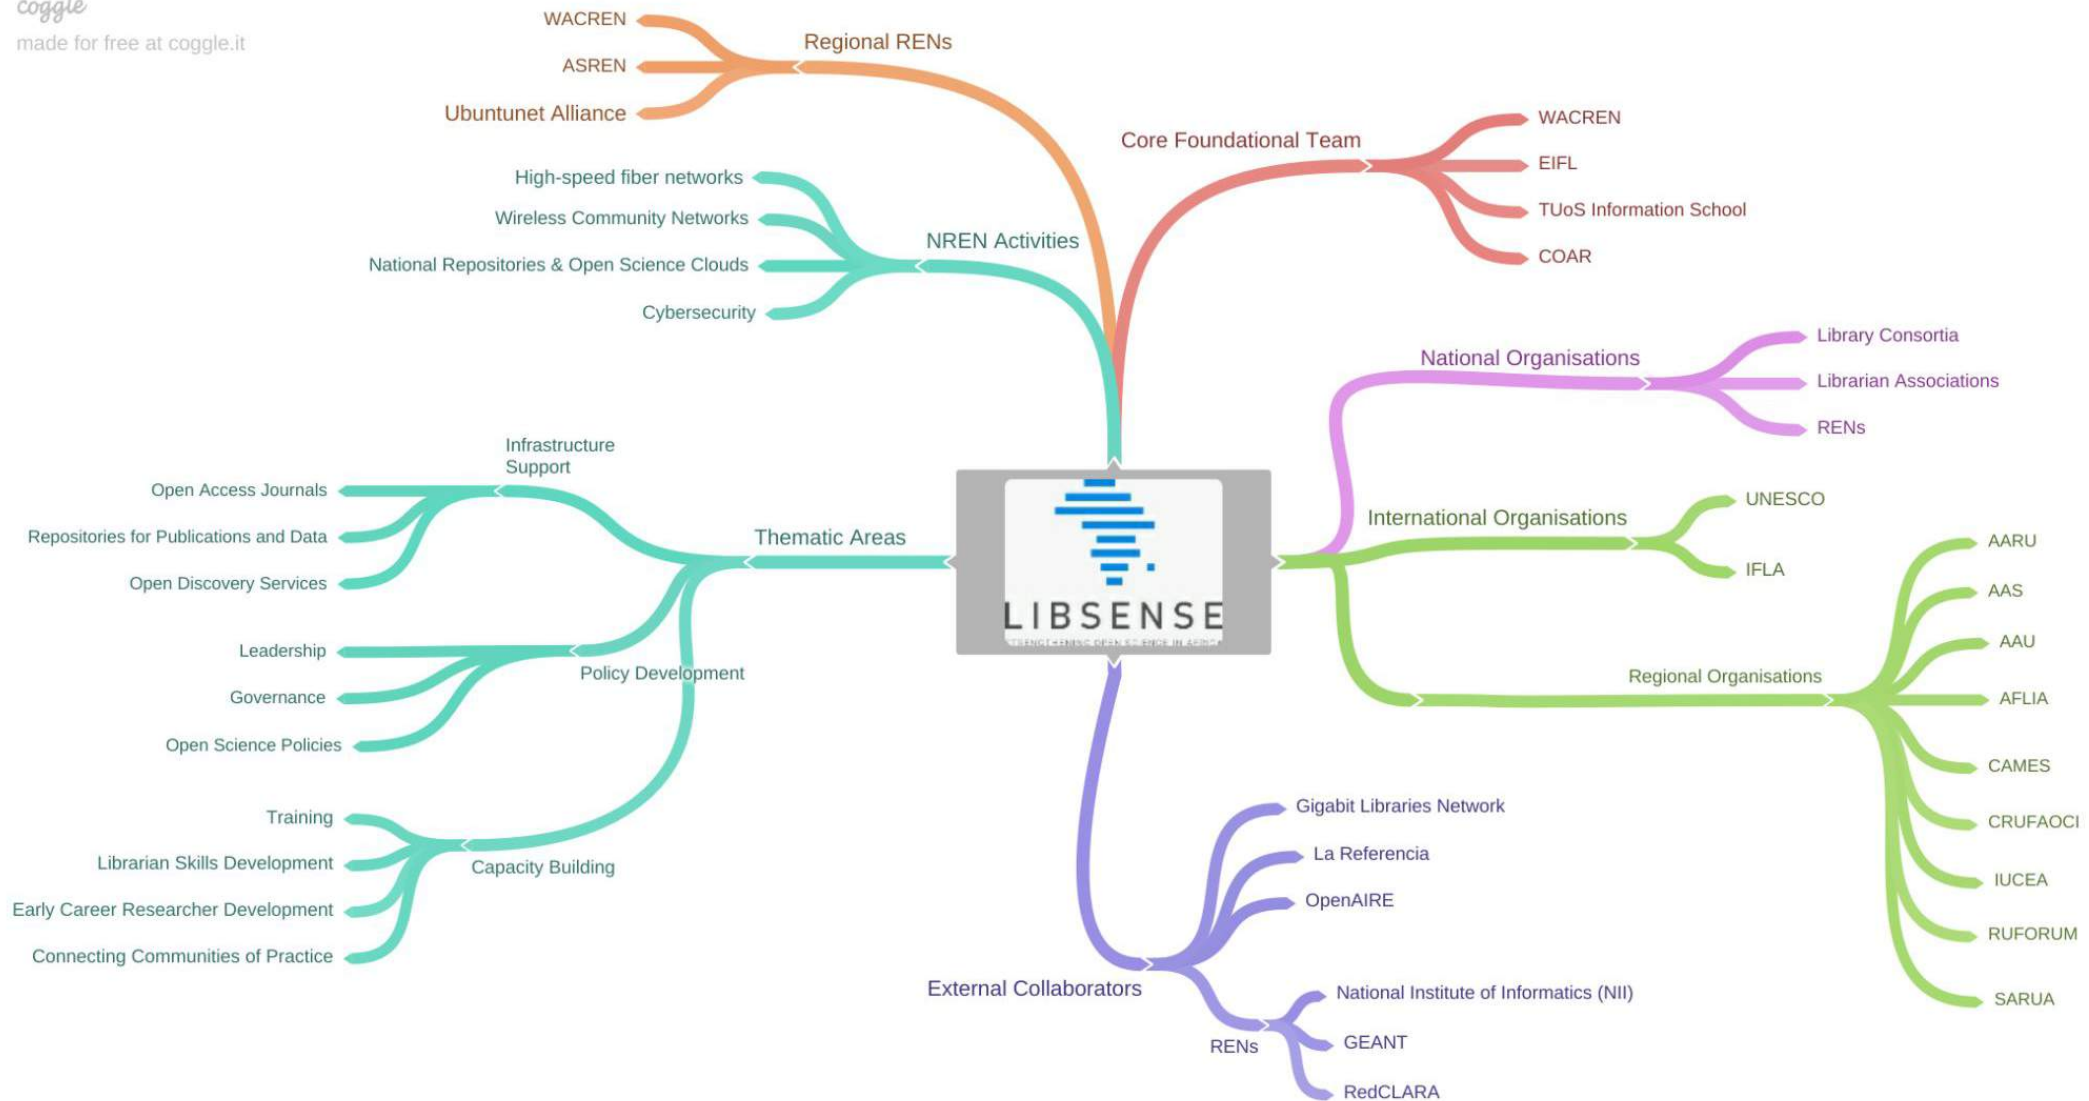 coggle
made for free at coggle.it
WACREN
ASREN
Ubuntunet Alliance
Regional RENs
High-speed fiber networks
Wireless Community Networks
National Repositories & Open Science Clouds
Cybersecurity
NREN Activities
Core Foundational Team
WACREN
EIFL
TUoS Information School
COAR
National Organisations
Library Consortia
Librarian Associations
RENs
International Organisations
UNESCO
IFLA
Regional Organisations
AARU
AAS
AAU
AFLIA
CAMES
CRUFAOCI
IUCEA
RUFORUM
SARUA
LIBSENSE
STRENGTHENING OPEN SCIENCE IN AFRICA
Thematic Areas
Infrastructure
Support
Open Access Journals
Repositories for Publications and Data
Open Discovery Services
Policy Development
Leadership
Governance
Open Science Policies
Capacity Building
Training
Librarian Skills Development
Early Career Researcher Development
Connecting Communities of Practice
External Collaborators
Gigabit Libraries Network
La Referencia
OpenAIRE
RENs
National Institute of Informatics (NII)
GEANT
RedCLARA